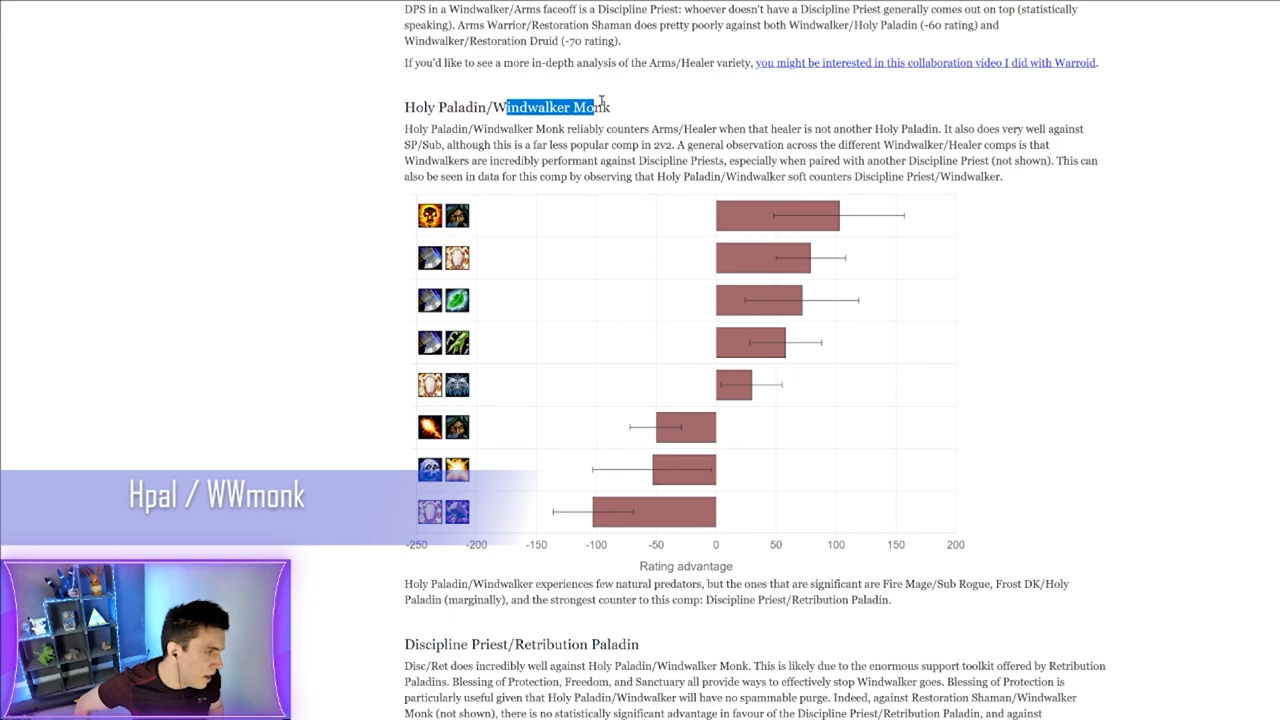 DPS in a Windwalker/Arms faceoff is a Discipline Priest: whoever doesn't have a Discipline Priest generally comes out on top (statistically
speaking). Arms Warrior/Restoration Shaman does pretty poorly against both Windwalker/Holy Paladin (-60 rating) and
Windwalker/Restoration Druid (-70 rating).
If you'd like to see a more in-depth analysis of the Arms/Healer variety, you might be interested in this collaboration video I did with Warroid.
Holy Paladin/Windwalker Monk
Holy Paladin/Windwalker Monk reliably counters Arms/Healer when that healer is not another Holy Paladin. It also does very well against
SP/Sub, although this is a far less popular comp in 2v2. A general observation across the different Windwalker/Healer comps is that
Windwalkers are incredibly performant against Discipline Priests, especially when paired with another Discipline Priest (not shown). This can
also be seen in data for this comp by observing that Holy Paladin/Windwalker soft counters Discipline Priest/Windwalker.
Hpal / WWmonk
-250 -200 -150 -100 -50 0 50 100 150 200
Rating advantage
Holy Paladin/Windwalker experiences few natural predators, but the ones that are significant are Fire Mage/Sub Rogue, Frost DK/Holy
Paladin (marginally), and the strongest counter to this comp: Discipline Priest/Retribution Paladin.
Discipline Priest/Retribution Paladin
Disc/Ret does incredibly well against Holy Paladin/Windwalker Monk. This is likely due to the enormous support toolkit offered by Retribution
Paladins. Blessing of Protection, Freedom, and Sanctuary all provide ways to effectively stop Windwalker goes. Blessing of Protection is
particularly useful given that Holy Paladin/Windwalker will have no spammable purge. Indeed, against Restoration Shaman/Windwalker
Monk (not shown), there is no statistically significant advantage in favour of the Discipline Priest/Retribution Paladin, and against